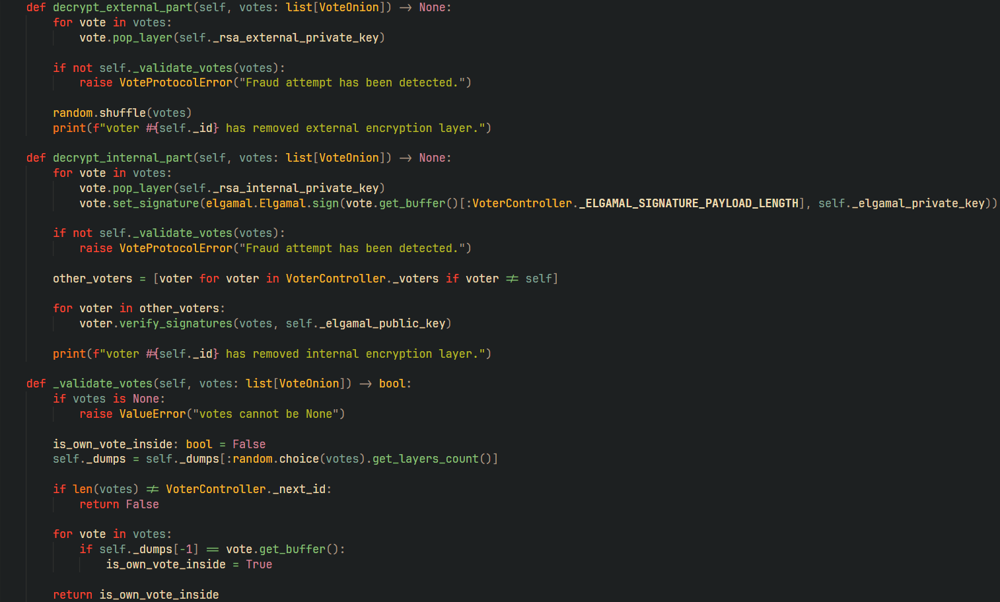 def decrypt_external_part(self, votes: list[VoteOnion]) -> None:
    for vote in votes:
        vote.pop_layer(self._rsa_external_private_key)

    if not self._validate_votes(votes):
        raise VoteProtocolError("Fraud attempt has been detected.")

    random.shuffle(votes)
    print(f"voter #{self._id} has removed external encryption layer.")

def decrypt_internal_part(self, votes: list[VoteOnion]) -> None:
    for vote in votes:
        vote.pop_layer(self._rsa_internal_private_key)
        vote.set_signature(elgamal.Elgamal.sign(vote.get_buffer()[:VoterController._ELGAMAL_SIGNATURE_PAYLOAD_LENGTH], self._elgamal_private_key))

    if not self._validate_votes(votes):
        raise VoteProtocolError("Fraud attempt has been detected.")

    other_voters = [voter for voter in VoterController._voters if voter != self]

    for voter in other_voters:
        voter.verify_signatures(votes, self._elgamal_public_key)

    print(f"voter #{self._id} has removed internal encryption layer.")

def _validate_votes(self, votes: list[VoteOnion]) -> bool:
    if votes is None:
        raise ValueError("votes cannot be None")

    is_own_vote_inside: bool = False
    self._dumps = self._dumps[:random.choice(votes).get_layers_count()]

    if len(votes) != VoterController._next_id:
        return False

    for vote in votes:
        if self._dumps[-1] == vote.get_buffer():
            is_own_vote_inside = True

    return is_own_vote_inside